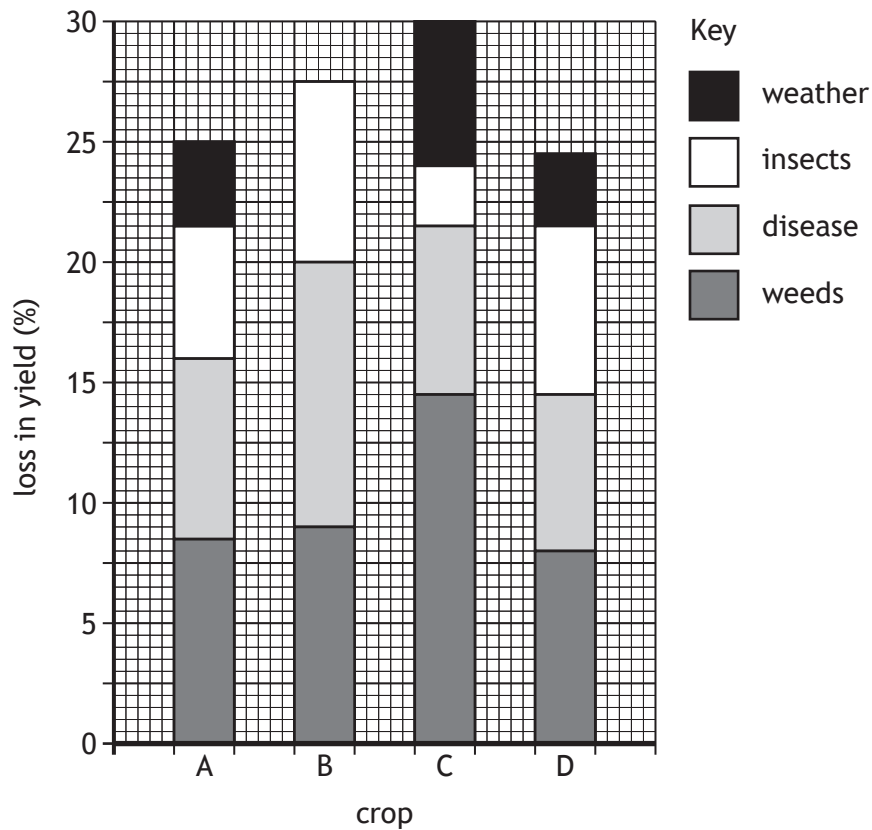 30
25
20
15
10
5
0
loss in yield (%)
A B C D
crop
Key
weather
insects
disease
weeds